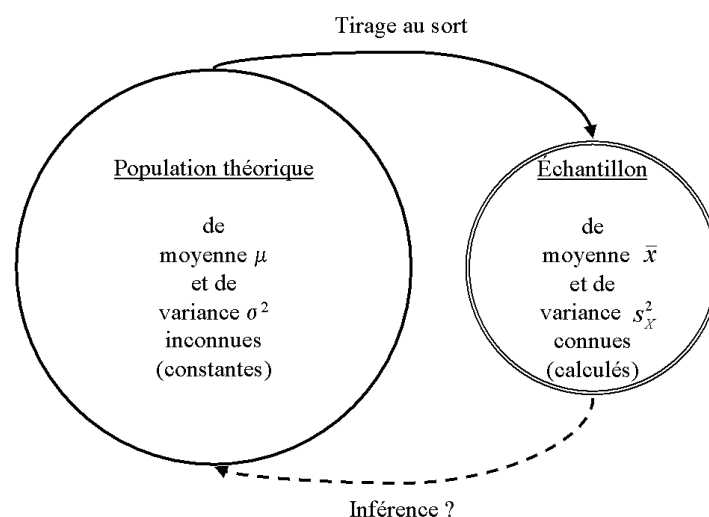 Tirage au sort
Population théorique
de
moyenne μ
et de
variance σ²
inconnues
(constantes)
Échantillon
de
moyenne x̄
et de
variance s²_X
connues
(calculés)
Inférence ?